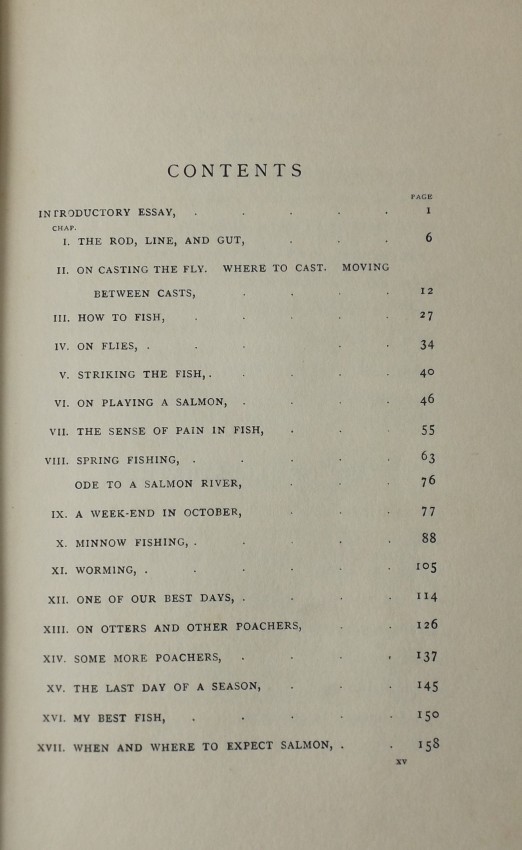 CONTENTS
PAGE
INTRODUCTORY ESSAY, . . . . . 1
CHAP.
I. THE ROD, LINE, AND GUT, . . . 6
II. ON CASTING THE FLY. WHERE TO CAST. MOVING
BETWEEN CASTS, . . . . 12
III. HOW TO FISH, . . . . . 27
IV. ON FLIES, . . . . . 34
V. STRIKING THE FISH, . . . . . 40
VI. ON PLAYING A SALMON, . . . . 46
VII. THE SENSE OF PAIN IN FISH, . . . 55
VIII. SPRING FISHING, . . . . . 63
ODE TO A SALMON RIVER, . . . 76
IX. A WEEK-END IN OCTOBER, . . . 77
X. MINNOW FISHING, . . . . . 88
XI. WORMING, . . . . . . 105
XII. ONE OF OUR BEST DAYS, . . . . 114
XIII. ON OTTERS AND OTHER POACHERS, . . 126
XIV. SOME MORE POACHERS, . . . . 137
XV. THE LAST DAY OF A SEASON, . . . 145
XVI. MY BEST FISH, . . . . . 150
XVII. WHEN AND WHERE TO EXPECT SALMON, . . 158
xv